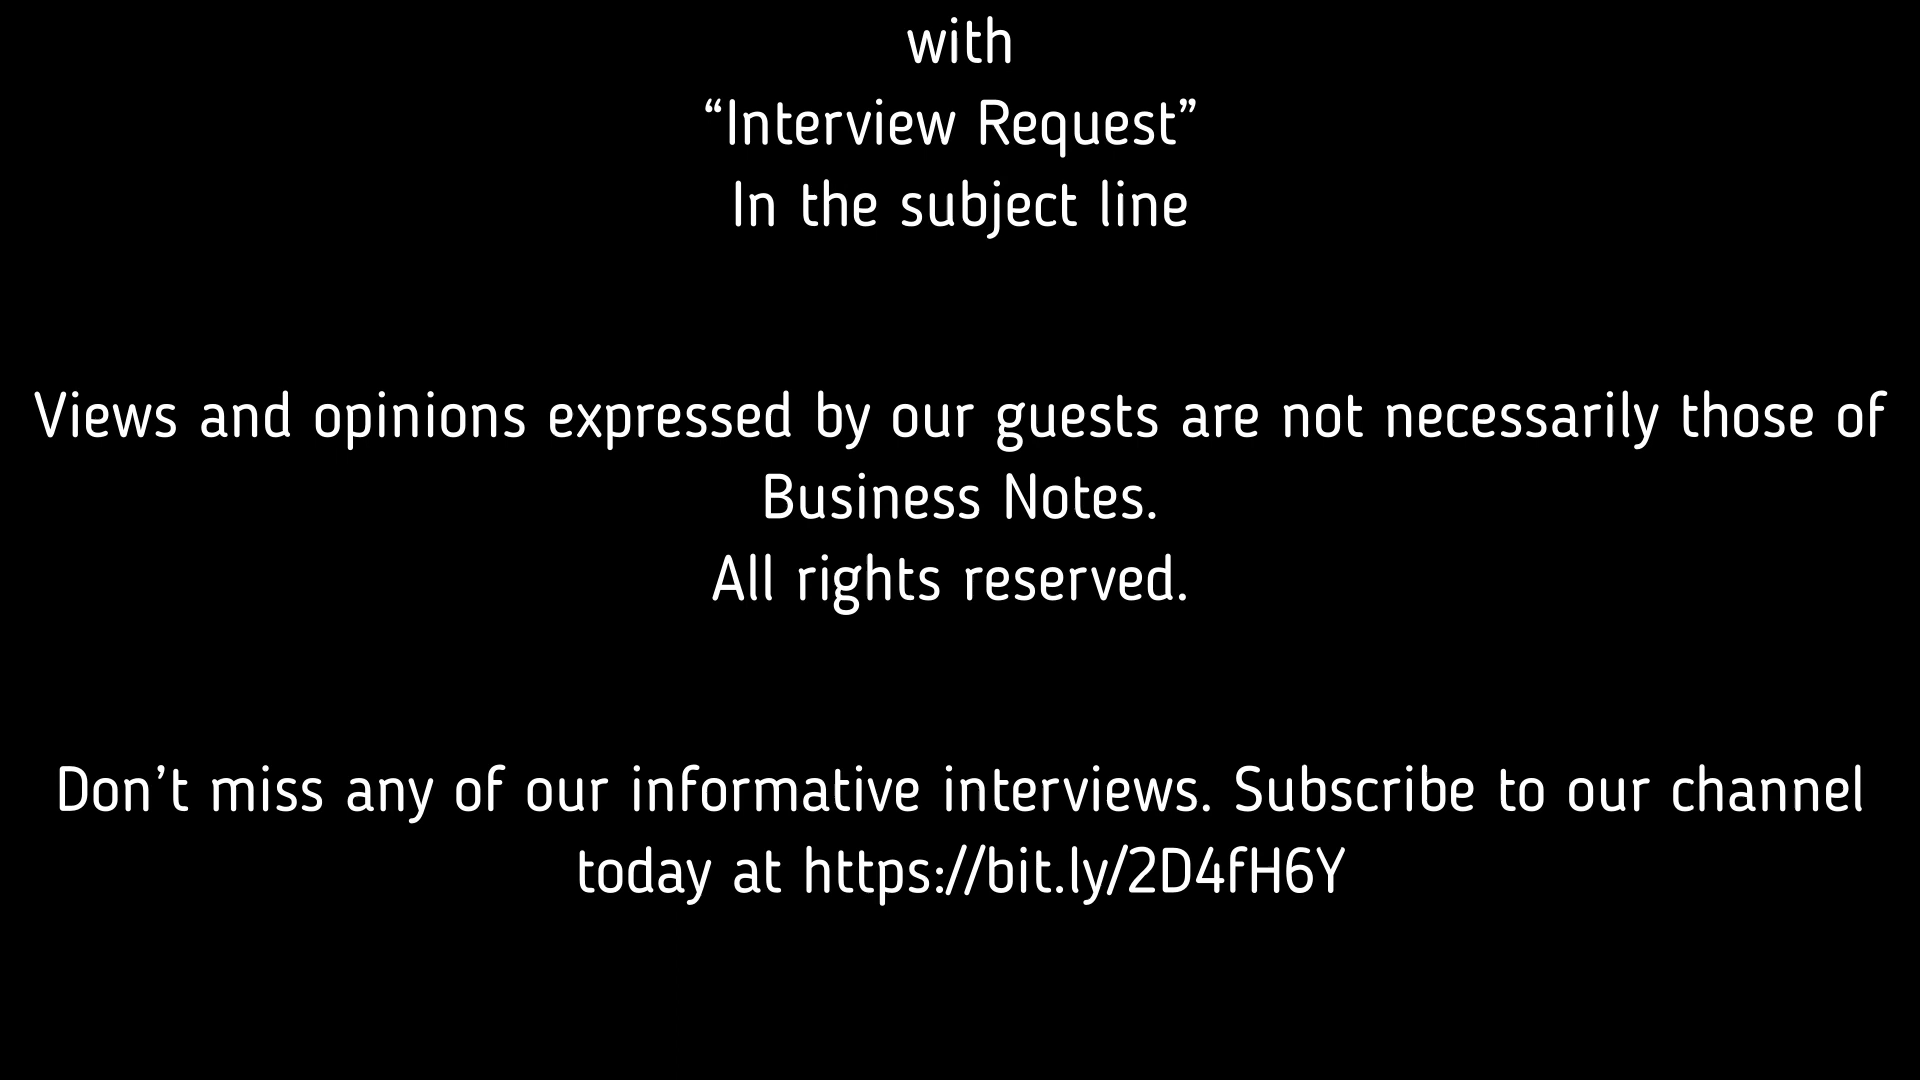 with
“Interview Request”
In the subject line
Views and opinions expressed by our guests are not necessarily those of
Business Notes.
All rights reserved.
Don’t miss any of our informative interviews. Subscribe to our channel
today at https://bit.ly/2D4fH6Y